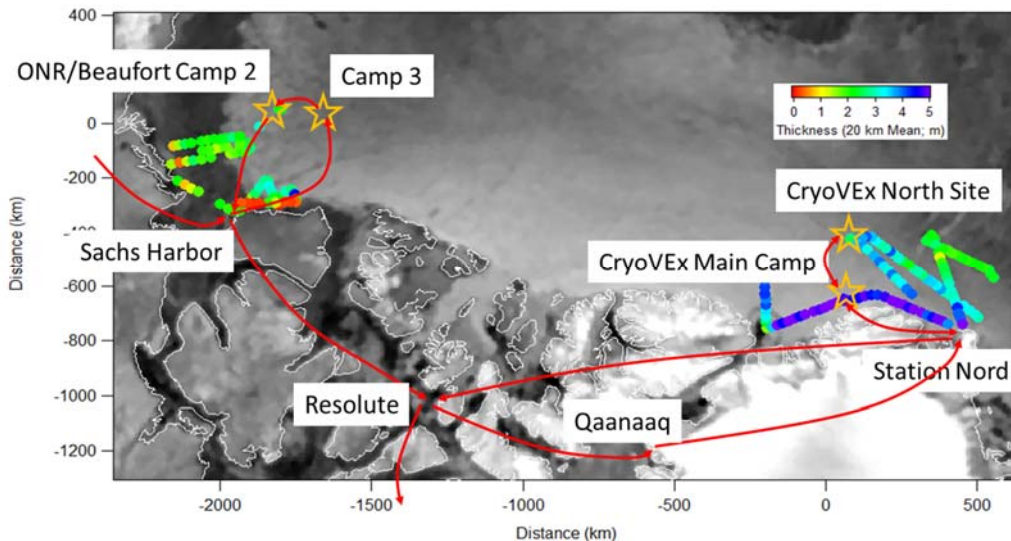 400
ONR/Beaufort Camp 2
Camp 3
0
0 1 2 3 4 5
Thickness (20 km Mean; m)
-200
CryoVEx North Site
Sachs Harbor
-400
CryoVEx Main Camp
-600
-800
Station Nord
Resolute
-1000
Qaanaaq
-1200
Distance (km)
-2000 -1500 -1000 -500 0 500
Distance (km)